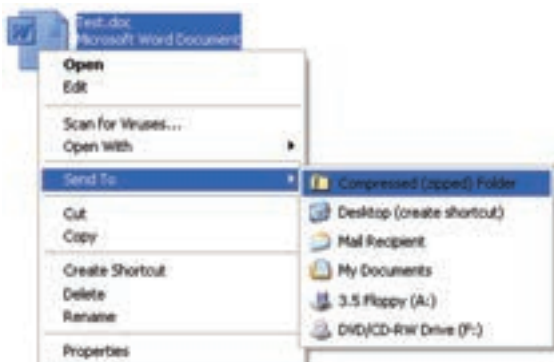 Test.doc
Microsoft Word Document
Open
Edit
Scan for Viruses...
Open With
Send To
Cut
Copy
Create Shortcut
Delete
Rename
Properties
Compressed (zipped) Folder
Desktop (create shortcut)
Mail Recipient
My Documents
3.5 Floppy (A:)
DVD/CD-RW Drive (F:)